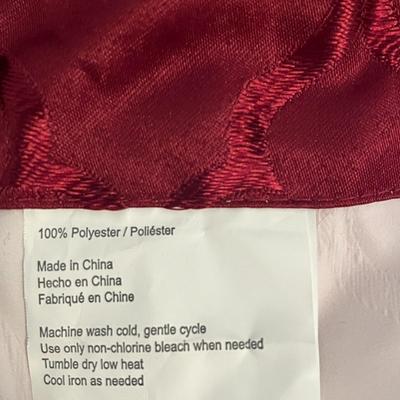 100% Polyester / Poliéster
Made in China
Hecho en China
Fabriqué en Chine
Machine wash cold, gentle cycle
Use only non-chlorine bleach when needed
Tumble dry low heat
Cool iron as needed